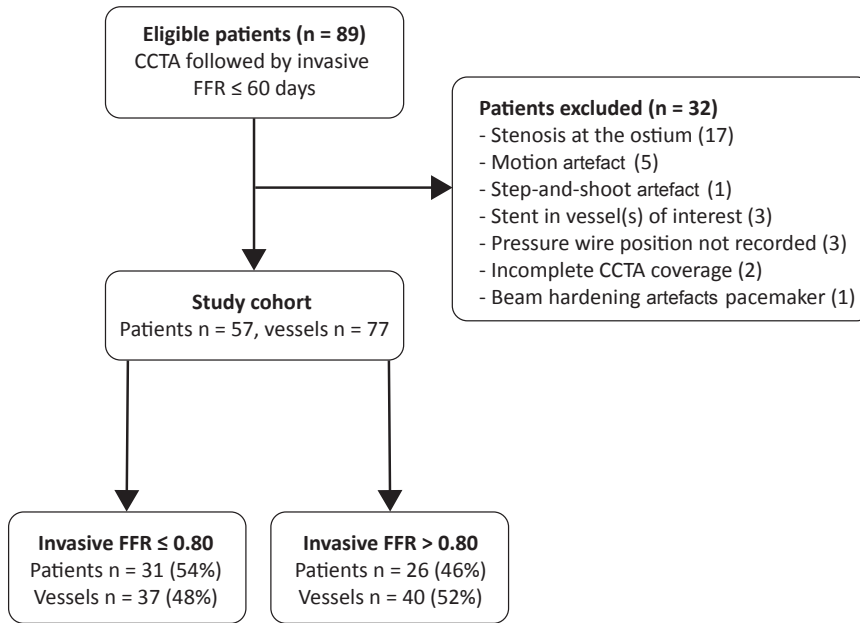 Eligible patients (n = 89)
CCTA followed by invasive
FFR ≤ 60 days
Patients excluded (n = 32)
- Stenosis at the ostium (17)
- Motion artefact (5)
- Step-and-shoot artefact (1)
- Stent in vessel(s) of interest (3)
- Pressure wire position not recorded (3)
- Incomplete CCTA coverage (2)
- Beam hardening artefacts pacemaker (1)
Study cohort
Patients n = 57, vessels n = 77
Invasive FFR ≤ 0.80
Patients n = 31 (54%)
Vessels n = 37 (48%)
Invasive FFR > 0.80
Patients n = 26 (46%)
Vessels n = 40 (52%)